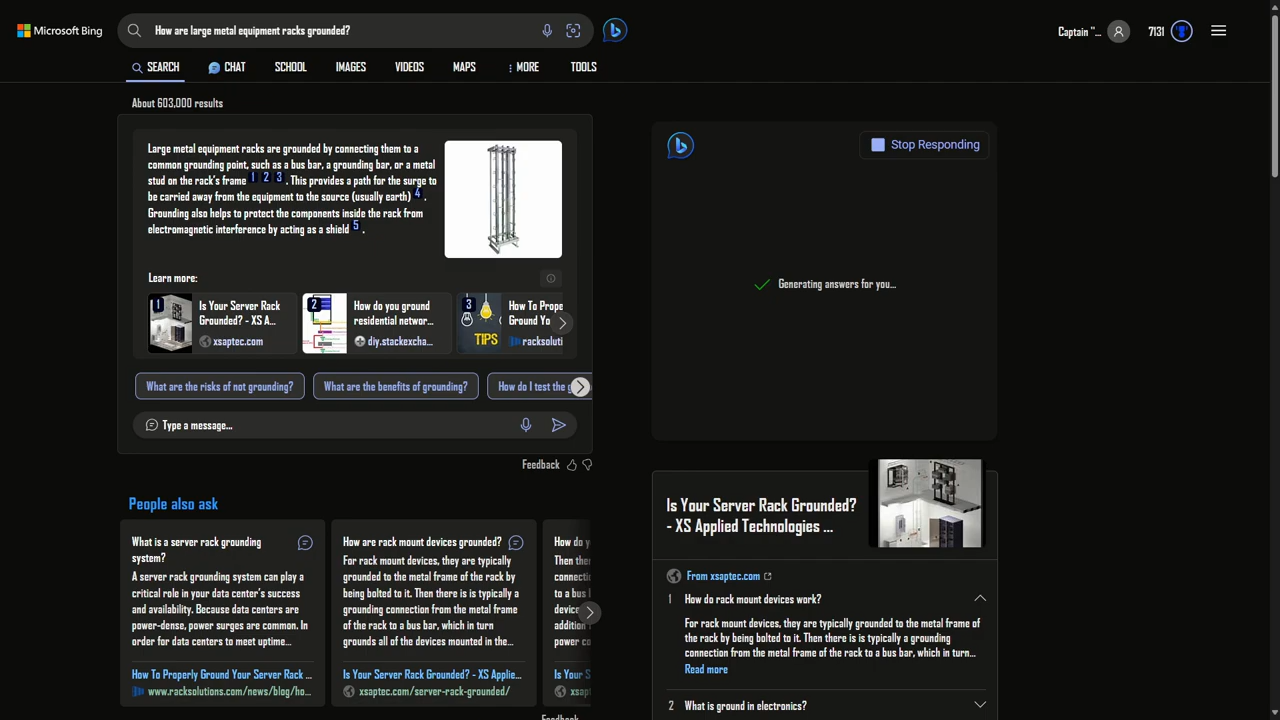 Microsoft Bing
How are large metal equipment racks grounded?
Captain "...
7131
SEARCH
CHAT
SCHOOL
IMAGES
VIDEOS
MAPS
MORE
TOOLS
About 603,000 results
Large metal equipment racks are grounded by connecting them to a
common grounding point, such as a bus bar, a grounding bar, or a metal
stud on the rack's frame 1 2 3 . This provides a path for the surge to
be carried away from the equipment to the source (usually earth) 4 .
Grounding also helps to protect the components inside the rack from
electromagnetic interference by acting as a shield 5 .
Learn more:
1
Is Your Server Rack
Grounded? - XS A...
xsaptec.com
2
How do you ground
residential networ...
diy.stackexcha...
3
TIPS
How To Prope
Ground Yo
racksoluti
What are the risks of not grounding?
What are the benefits of grounding?
How do I test the g
Type a message...
Feedback
Stop Responding
Generating answers for you...
People also ask
What is a server rack grounding
system?
A server rack grounding system can play a
critical role in your data center's success
and availability. Because data centers are
power-dense, power surges are common. In
order for data centers to meet uptime...
How To Properly Ground Your Server Rack ...
www.racksolutions.com/news/blog/ho...
How are rack mount devices grounded?
For rack mount devices, they are typically
grounded to the metal frame of the rack by
being bolted to it. Then there is typically a
grounding connection from the metal frame
of the rack to a bus bar, which in turn
grounds all of the devices mounted in the...
Is Your Server Rack Grounded? - XS Applie...
xsaptec.com/server-rack-grounded/
How do y
Then ther
connectio
to a bus b
devices
addition
power co
Is Your S
xsap
Feedback
Is Your Server Rack Grounded?
- XS Applied Technologies ...
From xsaptec.com
1 How do rack mount devices work?
For rack mount devices, they are typically grounded to the metal frame of
the rack by being bolted to it. Then there is typically a grounding
connection from the metal frame of the rack to a bus bar, which in turn...
Read more
2 What is ground in electronics?